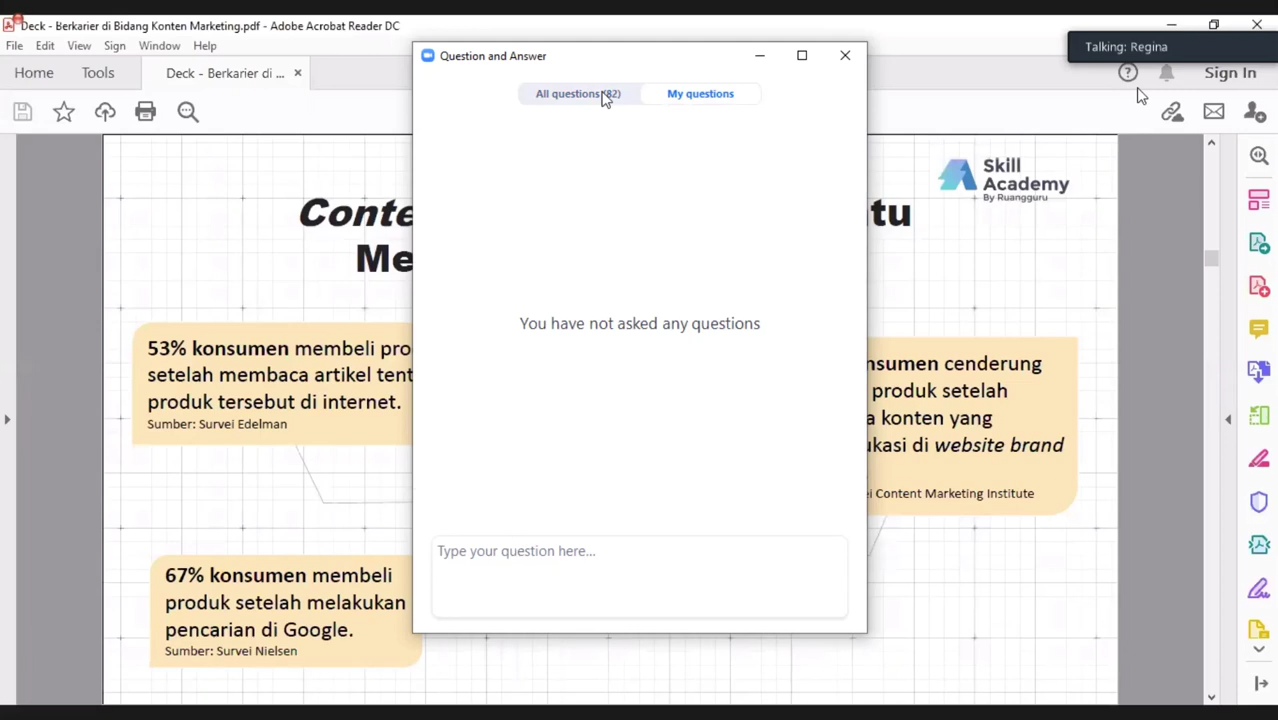 Deck - Berkarier di Bidang Konten Marketing.pdf - Adobe Acrobat Reader DC
File Edit View Sign Window Help
Home Tools Deck - Berkarier di ... Sign In
Talking: Regina
Question and Answer
All questions (82) My questions
You have not asked any questions
Type your question here...
Skill
Academy
By Ruangguru
Conte
tu
Me
53% konsumen membeli pro
setelah membaca artikel tent
produk tersebut di internet.
Sumber: Survei Edelman
nsumen cenderung
produk setelah
a konten yang
ukasi di website brand
ei Content Marketing Institute
67% konsumen membeli
produk setelah melakukan
pencarian di Google.
Sumber: Survei Nielsen